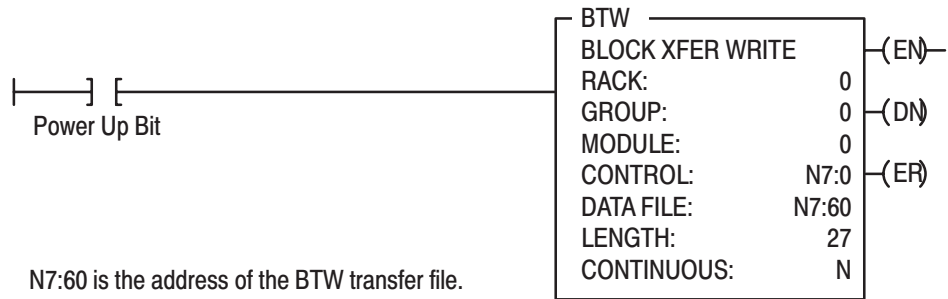 BTW
BLOCK XFER WRITE (EN)
RACK: 0
GROUP: 0 (DN)
MODULE: 0
CONTROL: N7:0 (ER)
DATA FILE: N7:60
LENGTH: 27
CONTINUOUS: N
Power Up Bit
N7:60 is the address of the BTW transfer file.